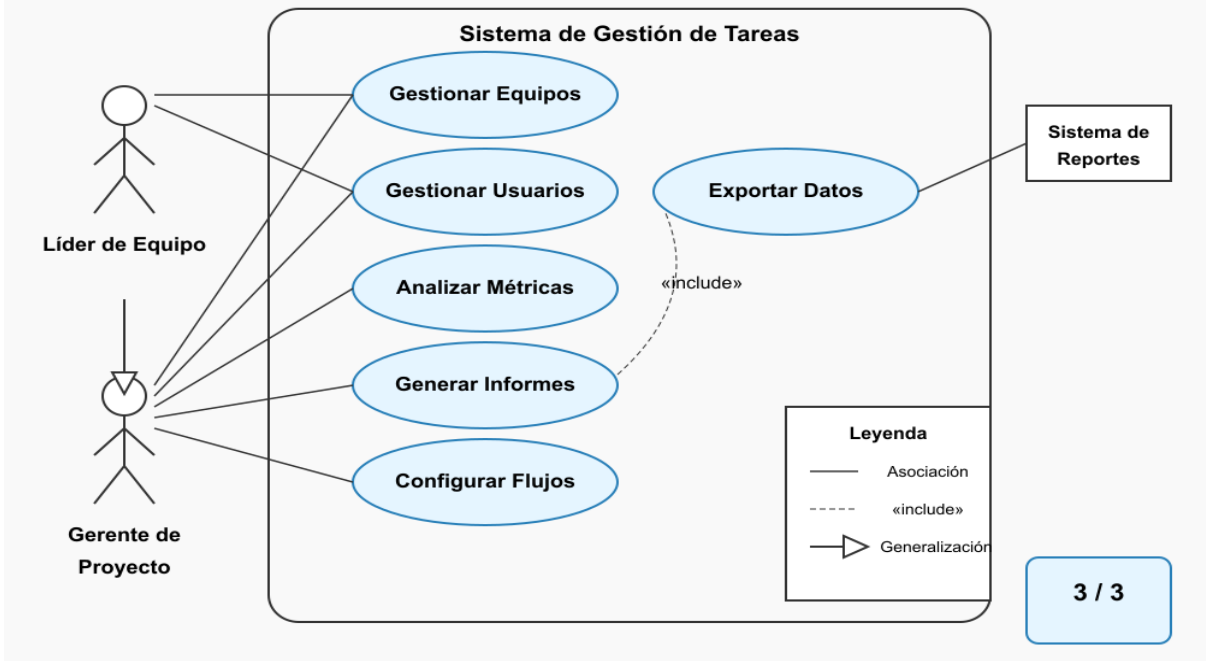 Sistema de Gestión de Tareas
Gestionar Equipos
Sistema de
Reportes
Gestionar Usuarios
Exportar Datos
Líder de Equipo
Analizar Métricas
«include»
Generar Informes
Leyenda
Asociación
Configurar Flujos
«include»
Generalización
Gerente de
Proyecto
3 / 3